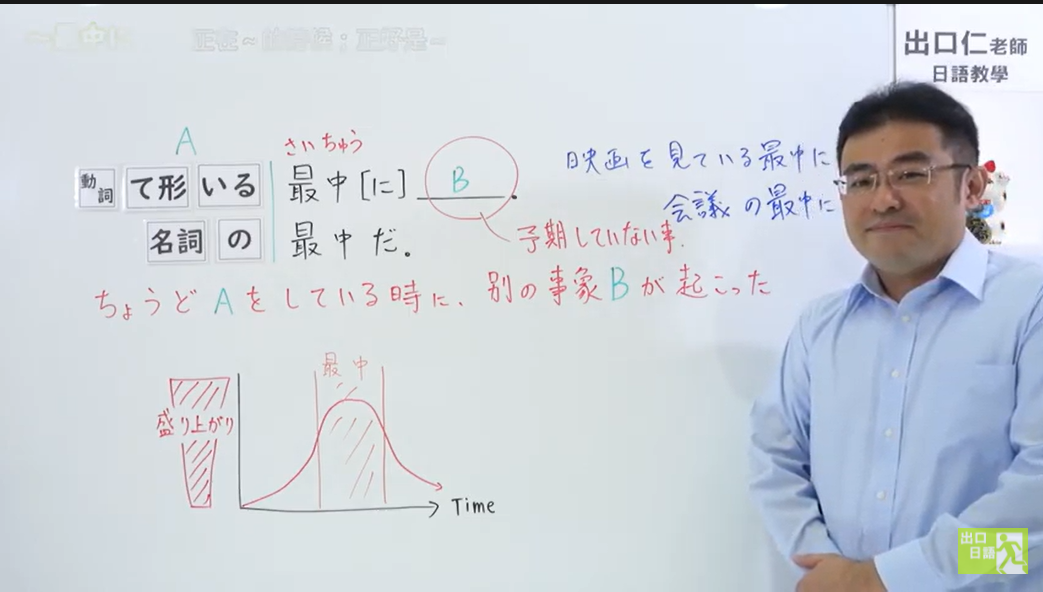 ~最中に 正在~的時候；正好是~
出口仁老師
日語教學
A
さいちゅう
動詞 て形 いる 最中[に] B .
名詞 の 最中だ。
映画を見ている最中に
会議の最中に
予期していない事.
ちょうどAをしている時に、別の事象Bが起こった
最中
盛り上がり
Time
出口
日語